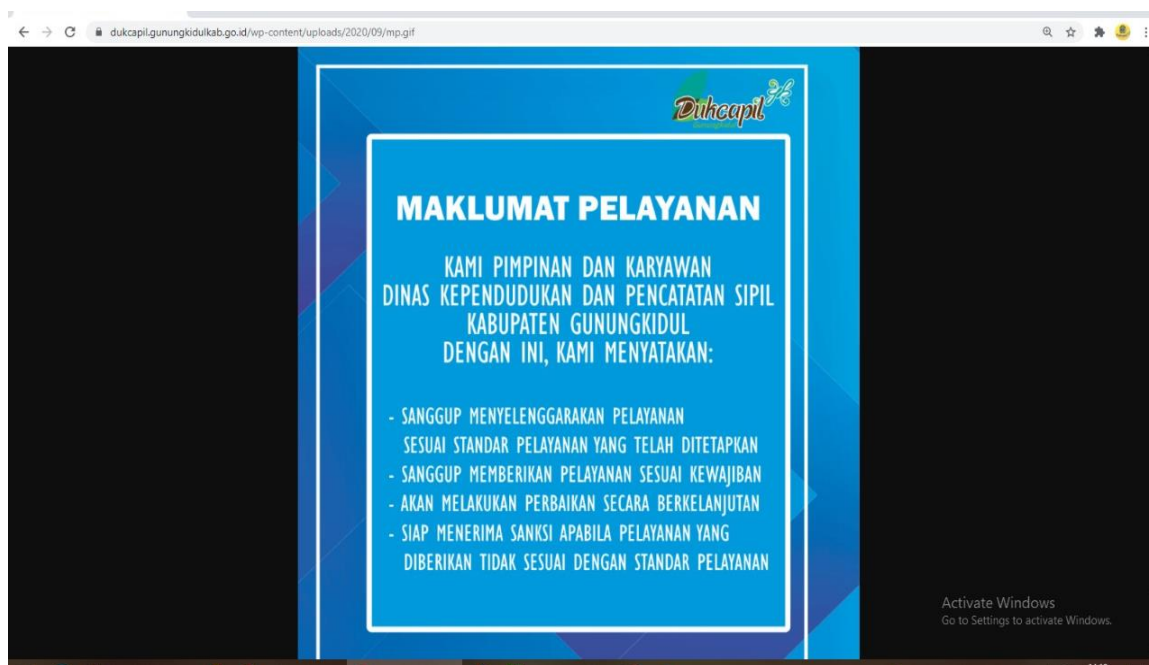 dukcapil.gunungkidulkab.go.id/wp-content/uploads/2020/09/mp.gif
Dukcapil
MAKLUMAT PELAYANAN
KAMI PIMPINAN DAN KARYAWAN
DINAS KEPENDUDUKAN DAN PENCATATAN SIPIL
KABUPATEN GUNUNGKIDUL
DENGAN INI, KAMI MENYATAKAN:
- SANGGUP MENYELENGGARAKAN PELAYANAN
SESUAI STANDAR PELAYANAN YANG TELAH DITETAPKAN
- SANGGUP MEMBERIKAN PELAYANAN SESUAI KEWAJIBAN
- AKAN MELAKUKAN PERBAIKAN SECARA BERKELANJUTAN
- SIAP MENERIMA SANKSI APABILA PELAYANAN YANG
DIBERIKAN TIDAK SESUAI DENGAN STANDAR PELAYANAN
Activate Windows
Go to Settings to activate Windows.